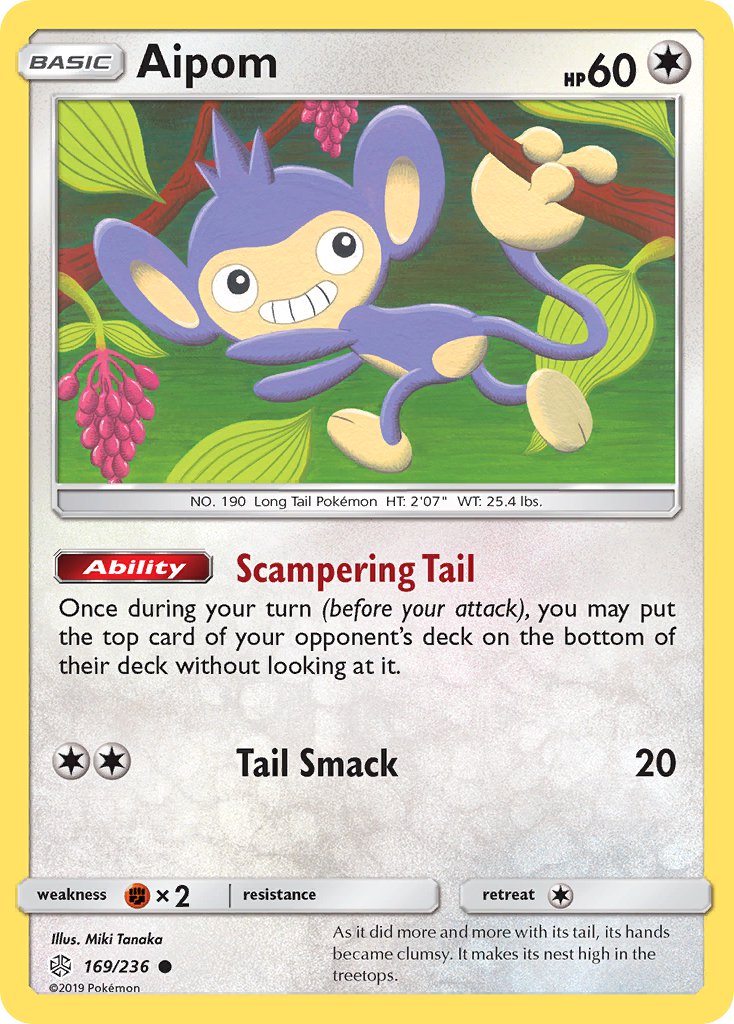 BASIC Aipom HP60
NO. 190 Long Tail Pokémon HT: 2'07" WT: 25.4 lbs.
Ability Scampering Tail
Once during your turn (before your attack), you may put
the top card of your opponent's deck on the bottom of
their deck without looking at it.
Tail Smack 20
weakness × 2 resistance retreat
Illus. Miki Tanaka
169/236
©2019 Pokémon
As it did more and more with its tail, its hands
became clumsy. It makes its nest high in the
treetops.